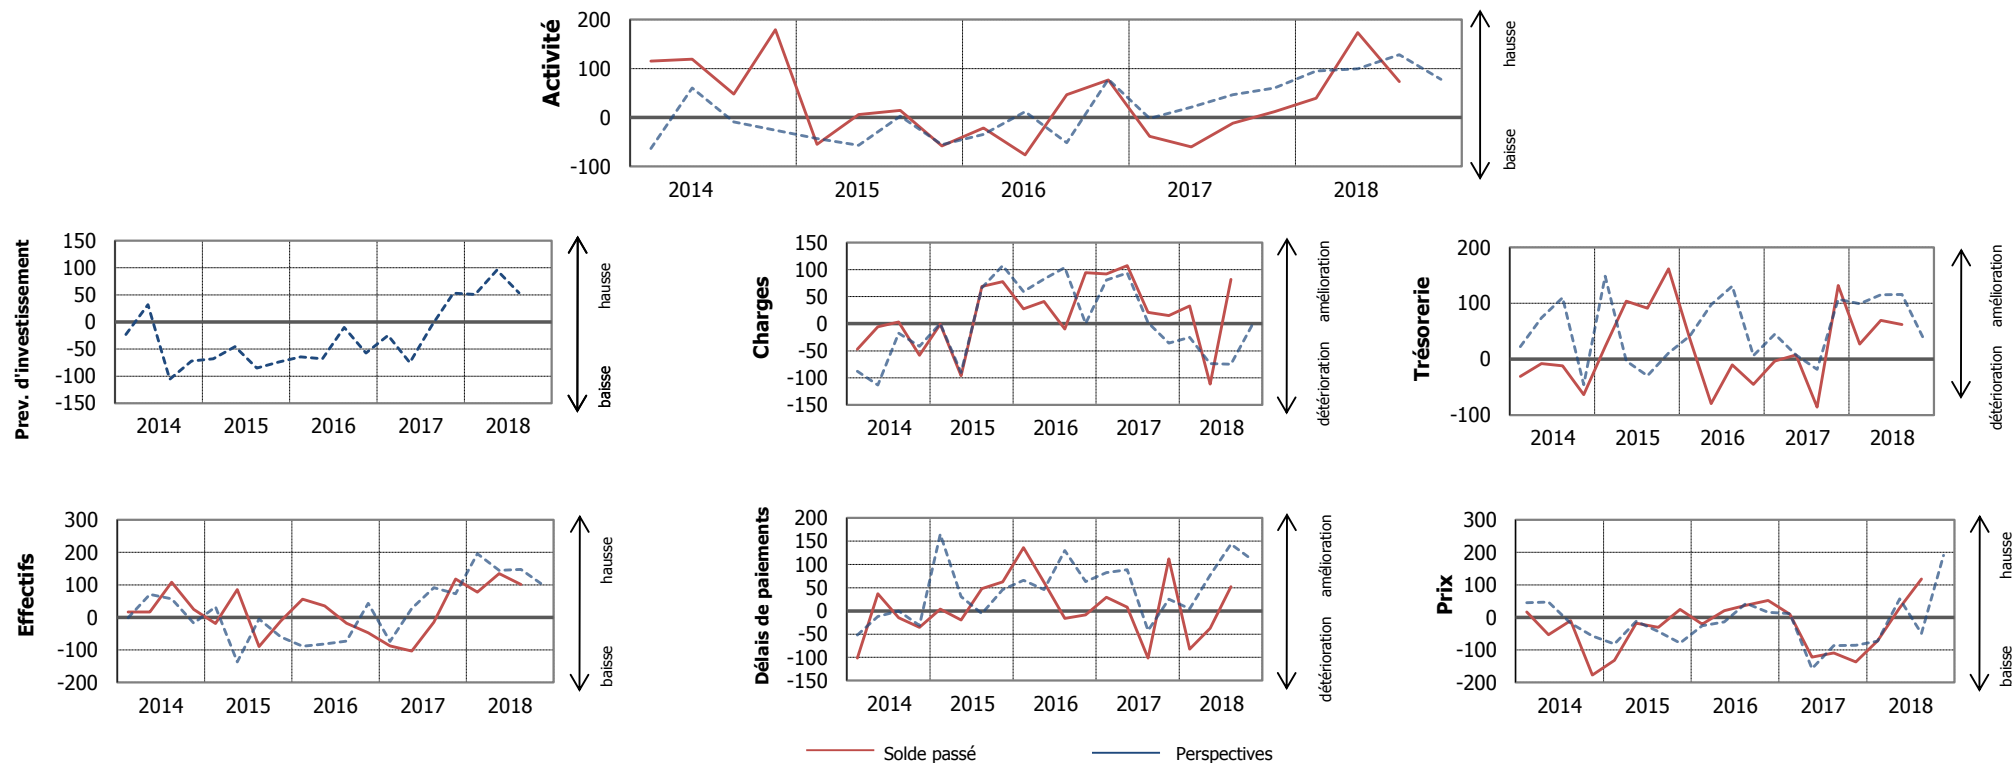 Activité
200
100
0
-100
2014 2015 2016 2017 2018
hausse
baisse
Prev. d'investissement
150
100
50
0
-50
-100
-150
2014 2015 2016 2017 2018
hausse
baisse
Charges
150
100
50
0
-50
-100
-150
2014 2015 2016 2017 2018
amélioration
détérioration
Trésorerie
200
100
0
-100
2014 2015 2016 2017 2018
amélioration
détérioration
Effectifs
300
200
100
0
-100
-200
2014 2015 2016 2017 2018
hausse
baisse
Délais de paiements
200
150
100
50
0
-50
-100
-150
2014 2015 2016 2017 2018
amélioration
détérioration
Prix
300
200
100
0
-100
-200
2014 2015 2016 2017 2018
hausse
baisse
Solde passé Perspectives